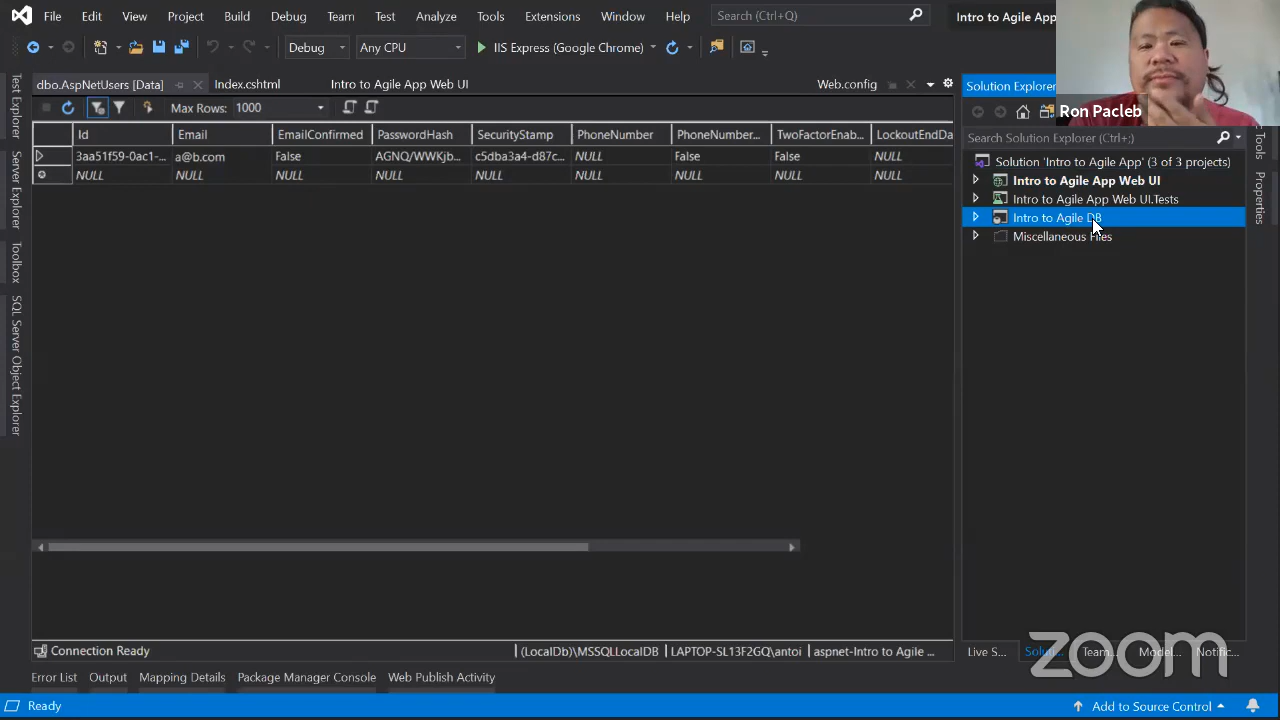 File Edit View Project Build Debug Team Test Analyze Tools Extensions Window Help Search (Ctrl+Q) Intro to Agile App
Debug Any CPU IIS Express (Google Chrome)
dbo.AspNetUsers [Data] Index.cshtml Intro to Agile App Web UI Web.config
Max Rows: 1000
Id Email EmailConfirmed PasswordHash SecurityStamp PhoneNumber PhoneNumber... TwoFactorEnab... LockoutEndDa
3aa51f59-0ac1-... a@b.com False AGNQ/WWKjb... c5dba3a4-d87c... NULL False False NULL
NULL NULL NULL NULL NULL NULL NULL NULL NULL
Test Explorer
Server Explorer
Toolbox
SQL Server Object Explorer
Solution Explorer
Ron Pacleb
Search Solution Explorer (Ctrl+;)
Solution 'Intro to Agile App' (3 of 3 projects)
Intro to Agile App Web UI
Intro to Agile App Web UI.Tests
Intro to Agile DB
Miscellaneous Files
Tools
Properties
Connection Ready (LocalDb)\MSSQLLocalDB LAPTOP-SL13F2GQ\antoi aspnet-Intro to Agile ...
Live S... Solut... Team... Model... Notific...
zoom
Error List Output Mapping Details Package Manager Console Web Publish Activity
Ready Add to Source Control